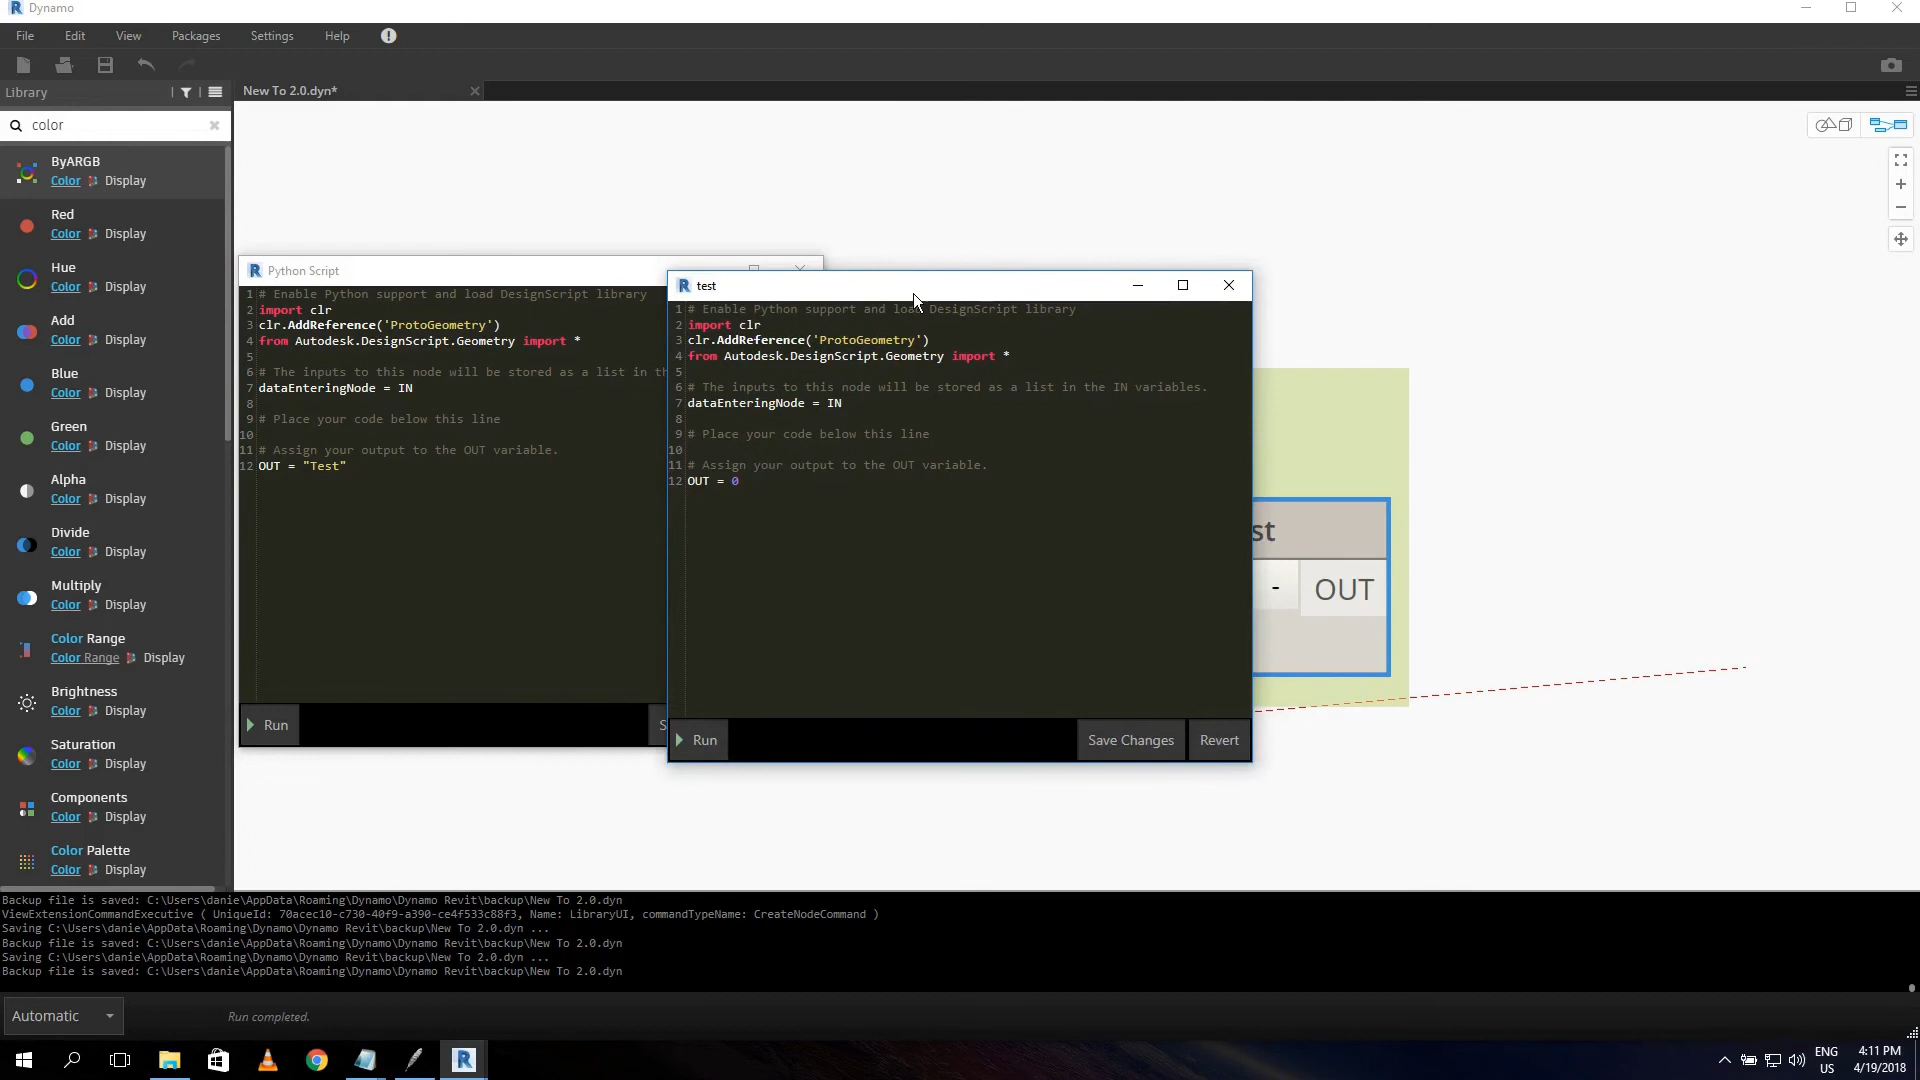 Dynamo
File Edit View Packages Settings Help
Library
New To 2.0.dyn*
color
ByARGB
Color Display
Red
Color Display
Hue
Color Display
Add
Color Display
Blue
Color Display
Green
Color Display
Alpha
Color Display
Divide
Color Display
Multiply
Color Display
Color Range
Color Range Display
Brightness
Color Display
Saturation
Color Display
Components
Color Display
Color Palette
Color Display
Python Script
1 # Enable Python support and load DesignScript library
2 import clr
3 clr.AddReference('ProtoGeometry')
4 from Autodesk.DesignScript.Geometry import *
5
6 # The inputs to this node will be stored as a list in th
7 dataEnteringNode = IN
8
9 # Place your code below this line
10
11 # Assign your output to the OUT variable.
12 OUT = "Test"
Run
S
test
1 # Enable Python support and load DesignScript library
2 import clr
3 clr.AddReference('ProtoGeometry')
4 from Autodesk.DesignScript.Geometry import *
5
6 # The inputs to this node will be stored as a list in the IN variables.
7 dataEnteringNode = IN
8
9 # Place your code below this line
10
11 # Assign your output to the OUT variable.
12 OUT = 0
Run Save Changes Revert
st
- OUT
Backup file is saved: C:\Users\danie\AppData\Roaming\Dynamo\Dynamo Revit\backup\New To 2.0.dyn
ViewExtensionCommandExecutive ( UniqueId: 70acec10-c730-40f9-a390-ce4f533c88f3, Name: LibraryUI, commandTypeName: CreateNodeCommand )
Saving C:\Users\danie\AppData\Roaming\Dynamo\Dynamo Revit\backup\New To 2.0.dyn ...
Backup file is saved: C:\Users\danie\AppData\Roaming\Dynamo\Dynamo Revit\backup\New To 2.0.dyn
Saving C:\Users\danie\AppData\Roaming\Dynamo\Dynamo Revit\backup\New To 2.0.dyn ...
Backup file is saved: C:\Users\danie\AppData\Roaming\Dynamo\Dynamo Revit\backup\New To 2.0.dyn
Automatic
Run completed.
ENG
US
4:11 PM
4/19/2018